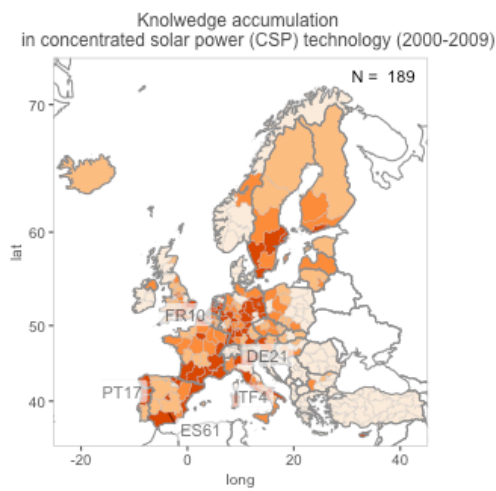 Knolwedge accumulation
in concentrated solar power (CSP) technology (2000-2009)
N = 189
70
60
lat
50
40
FR10
DE21
PT17
ITF4
ES61
-20
0
20
40
long